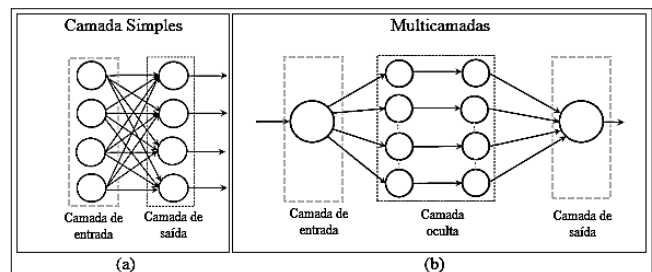 Camada Simples
Camada de
entrada
Camada de
saída
(a)
Multicamadas
Camada de
entrada
Camada
oculta
Camada de
saída
(b)